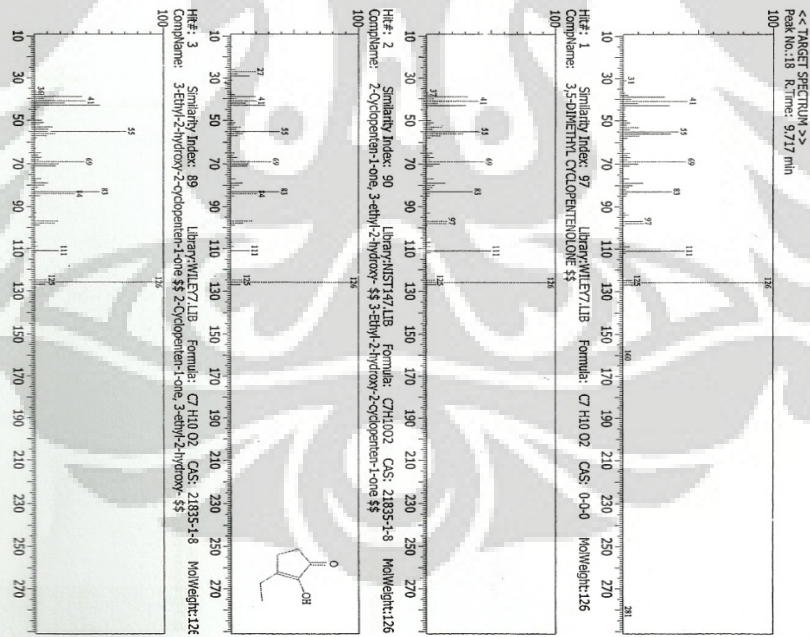 << TARGET SPECTRUM >>
Peak No.:18 R.Time: 9.717 min
100
126
31
41
55
69
83
97
111
125
160
281
10 30 50 70 90 110 130 150 170 190 210 230 250 270
Hit#: 1 Similarity Index: 97 Library:WILEY7.LIB Formula: C7 H10 O2 CAS: 0-0-0 MolWeight:126
CompName: 3,5-DIMETHYL CYCLOPENTENOLONE $$
100
126
37
41
55
69
83
97
111
125
10 30 50 70 90 110 130 150 170 190 210 230 250 270
Hit#: 2 Similarity Index: 90 Library:NIST147.LIB Formula: C7H10O2 CAS: 21835-1-8 MolWeight:126
CompName: 2-Cyclopenten-1-one, 3-ethyl-2-hydroxy- $$ 3-Ethyl-2-hydroxy-2-cyclopenten-1-one $$
100
126
27
41
55
69
83
111
125
O
OH
10 30 50 70 90 110 130 150 170 190 210 230 250 270
Hit#: 3 Similarity Index: 89 Library:WILEY7.LIB Formula: C7 H10 O2 CAS: 21835-1-8 MolWeight:126
CompName: 3-Ethyl-2-hydroxy-2-cyclopenten-1-one $$ 2-Cyclopenten-1-one, 3-ethyl-2-hydroxy- $$
100
126
41
55
69
83
111
125
10 30 50 70 90 110 130 150 170 190 210 230 250 270